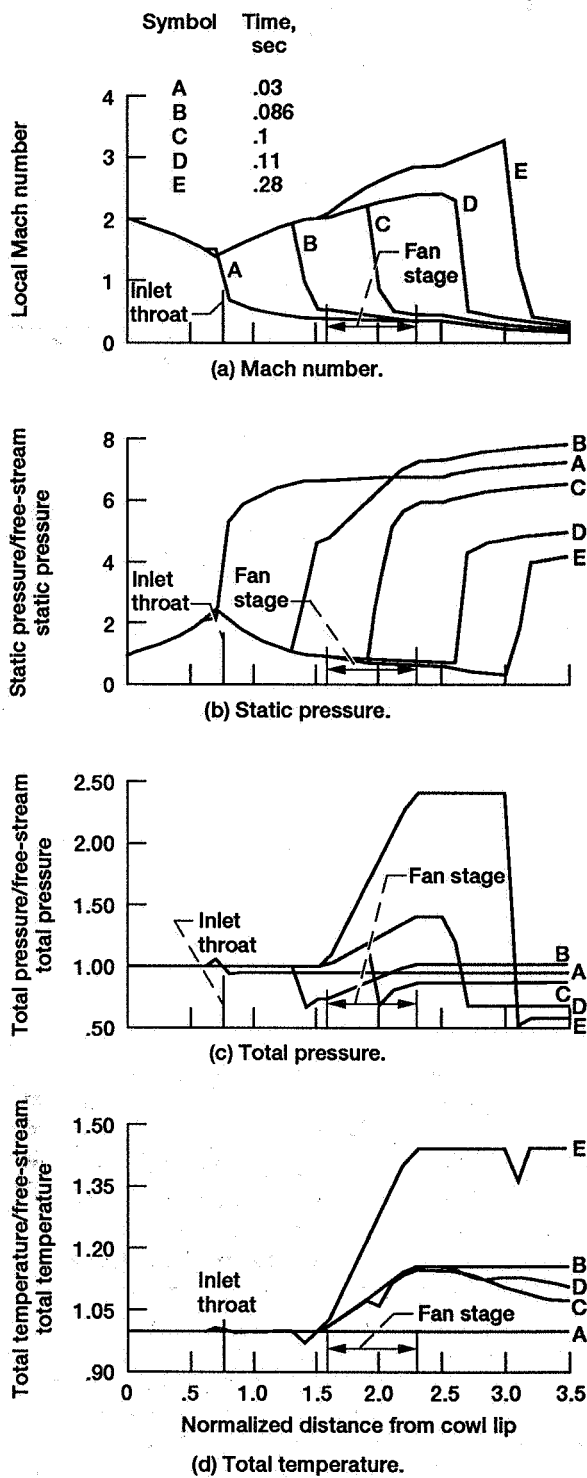 Symbol Time, sec
A .03
B .086
C .1
D .11
E .28
Local Mach number
4
3
2
1
0
A
B
C
D
E
Inlet throat
Fan stage
(a) Mach number.
Static pressure/free-stream static pressure
8
6
4
2
0
B
A
C
D
E
Inlet throat
Fan stage
(b) Static pressure.
Total pressure/free-stream total pressure
2.50
2.00
1.50
1.00
.50
Fan stage
Inlet throat
B
A
C
D
E
(c) Total pressure.
Total temperature/free-stream total temperature
1.50
1.35
1.20
1.05
.90
E
B
D
C
A
Inlet throat
Fan stage
0 .5 1.0 1.5 2.0 2.5 3.0 3.5
Normalized distance from cowl lip
(d) Total temperature.